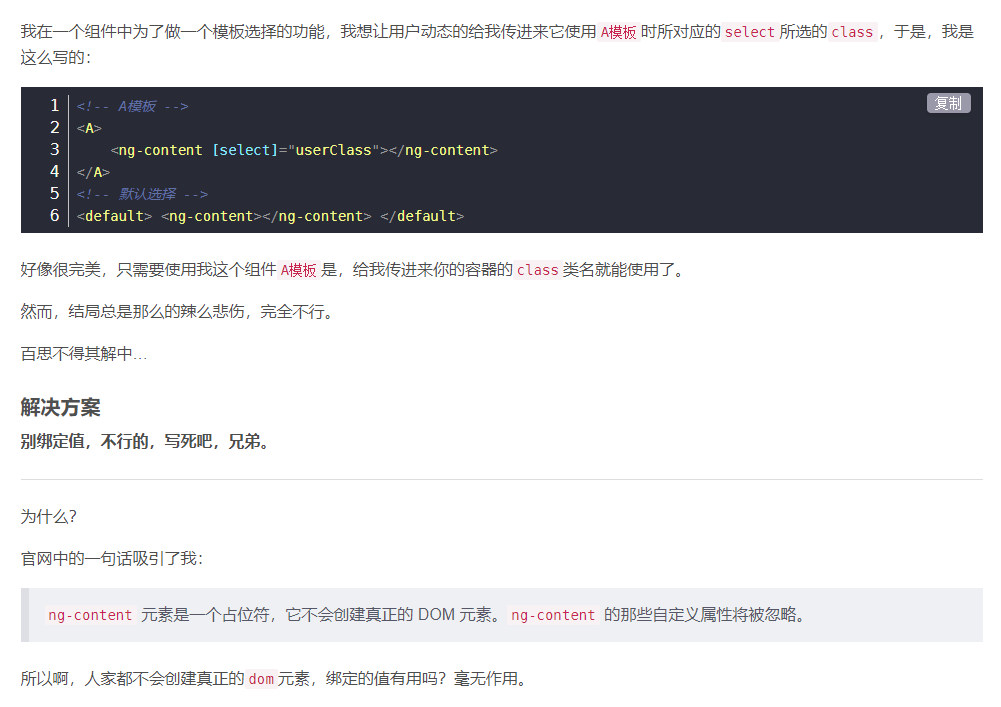 我在一个组件中为了做一个模板选择的功能，我想让用户动态的给我传进来它使用 A模板 时所对应的 select 所选的 class ，于是，我是
这么写的：
复制
1 <!-- A模板 -->
2 <A>
3     <ng-content [select]="userClass"></ng-content>
4 </A>
5 <!-- 默认选择 -->
6 <default> <ng-content></ng-content> </default>
好像很完美，只需要使用我这个组件 A模板 是，给我传进来你的容器的 class 类名就能使用了。
然而，结局总是那么的辣么悲伤，完全不行。
百思不得其解中...
解决方案
别绑定值，不行的，写死吧，兄弟。
为什么？
官网中的一句话吸引了我：
ng-content 元素是一个占位符，它不会创建真正的 DOM 元素。 ng-content 的那些自定义属性将被忽略。
所以啊，人家都不会创建真正的 dom 元素，绑定的值有用吗？毫无作用。